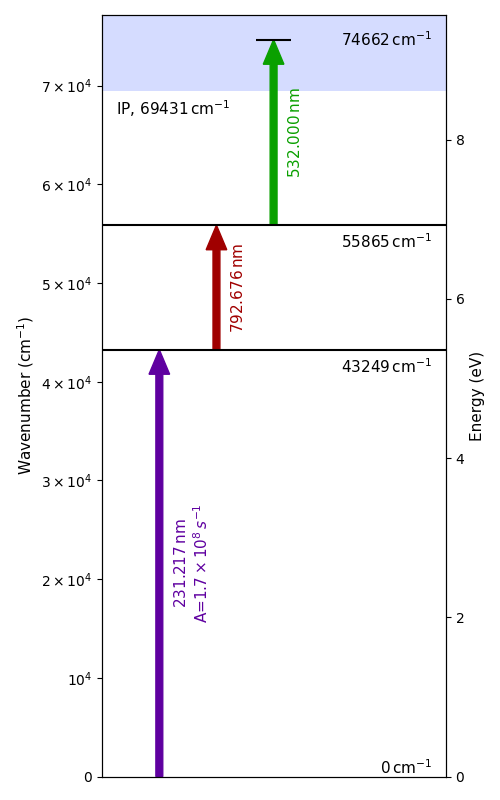 74662 cm⁻¹
IP, 69431 cm⁻¹
532.000 nm
55865 cm⁻¹
792.676 nm
43249 cm⁻¹
231.217 nm
A=1.7 × 10⁸ s⁻¹
0 cm⁻¹
Wavenumber (cm⁻¹)
7 × 10⁴
6 × 10⁴
5 × 10⁴
4 × 10⁴
3 × 10⁴
2 × 10⁴
10⁴
0
Energy (eV)
8
6
4
2
0